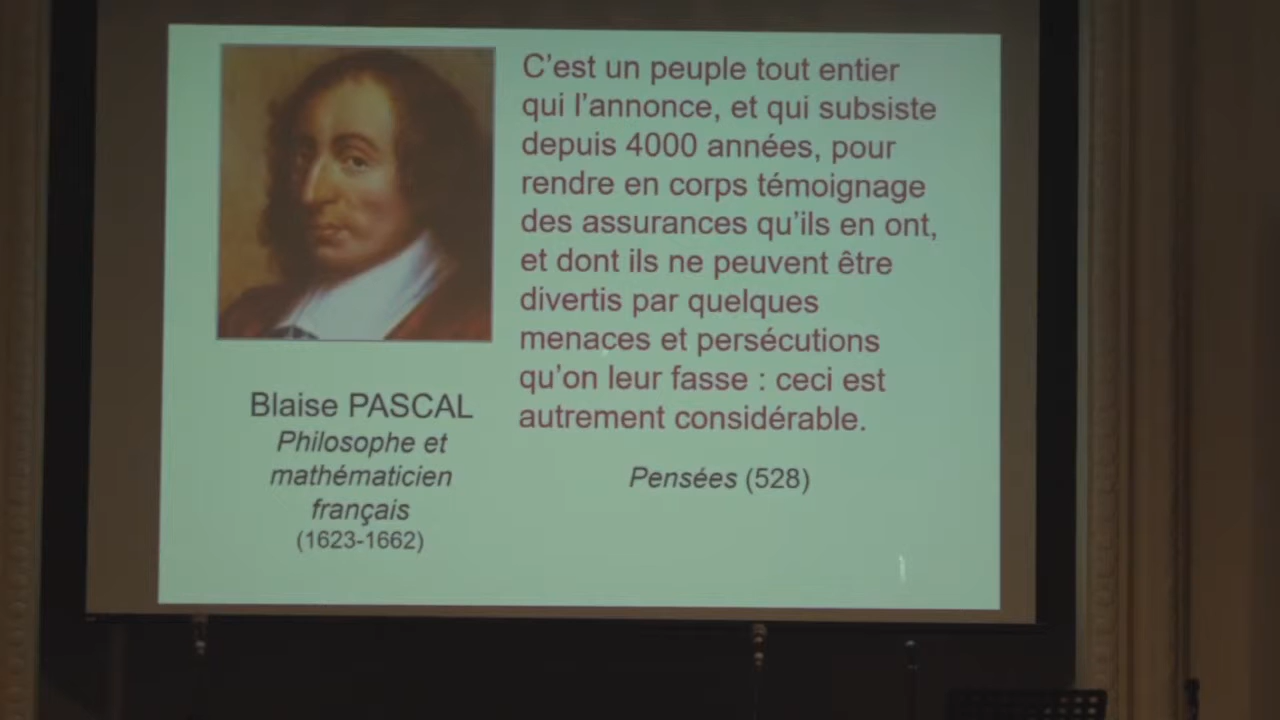 Blaise PASCAL
Philosophe et
mathématicien
français
(1623-1662)
C'est un peuple tout entier
qui l'annonce, et qui subsiste
depuis 4000 années, pour
rendre en corps témoignage
des assurances qu'ils en ont,
et dont ils ne peuvent être
divertis par quelques
menaces et persécutions
qu'on leur fasse : ceci est
autrement considérable.
Pensées (528)